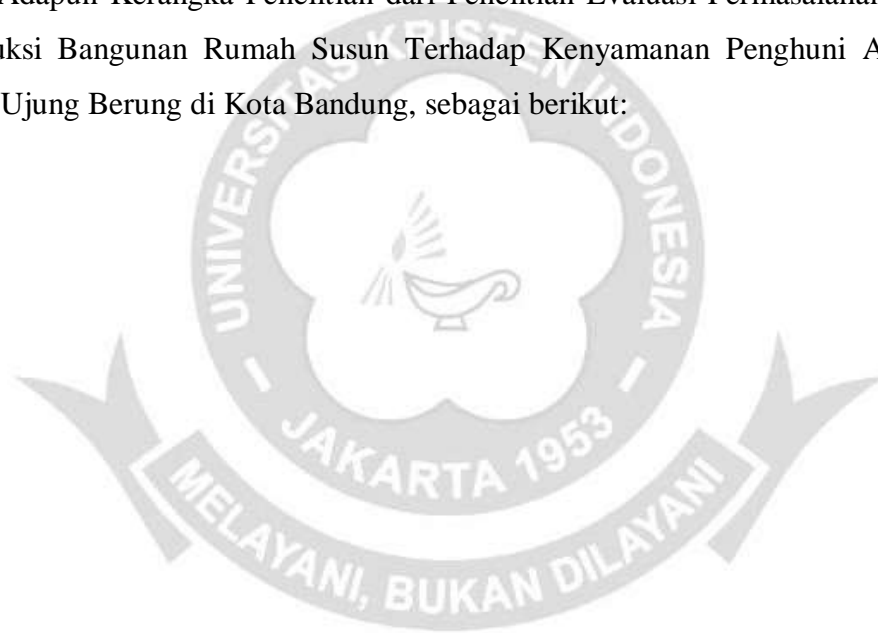 Adapun Kerangka Penelitian dari Penelitian Evaluasi Permasalahan
uksi Bangunan Rumah Susun Terhadap Kenyamanan Penghuni A
Ujung Berung di Kota Bandung, sebagai berikut:
UNIVERSITAS KRISTEN INDONESIA
JAKARTA 1953
MELAYANI, BUKAN DILAYANI